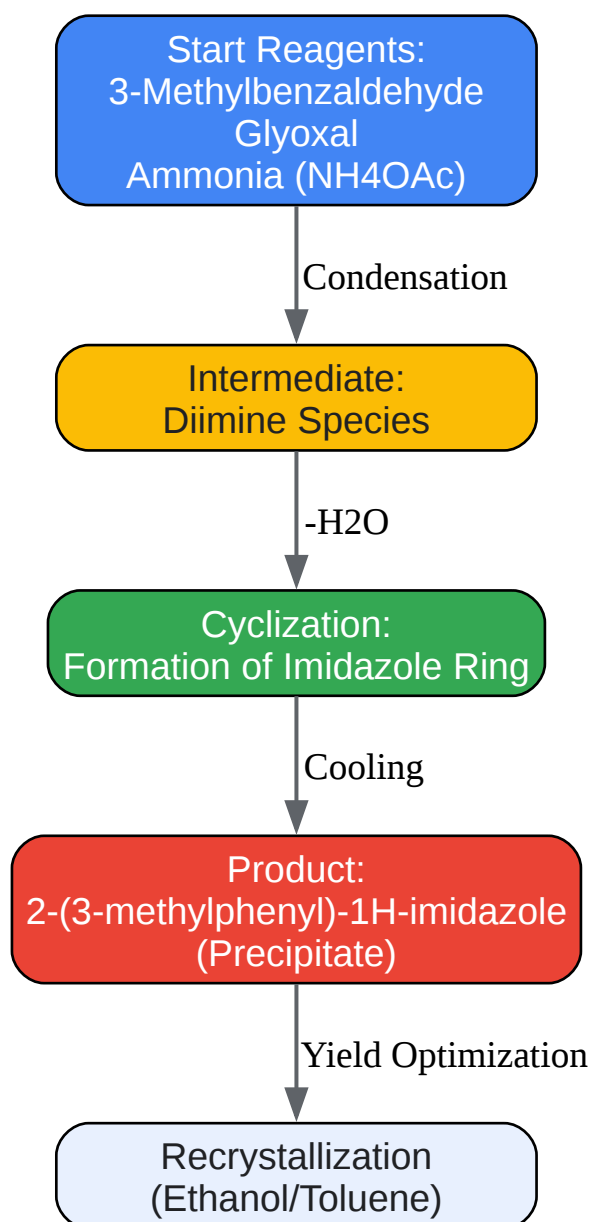 Start Reagents:
3-Methylbenzaldehyde
Glyoxal
Ammonia (NH4OAc)
Condensation
Intermediate:
Diimine Species
-H2O
Cyclization:
Formation of Imidazole Ring
Cooling
Product:
2-(3-methylphenyl)-1H-imidazole
(Precipitate)
Yield Optimization
Recrystallization
(Ethanol/Toluene)